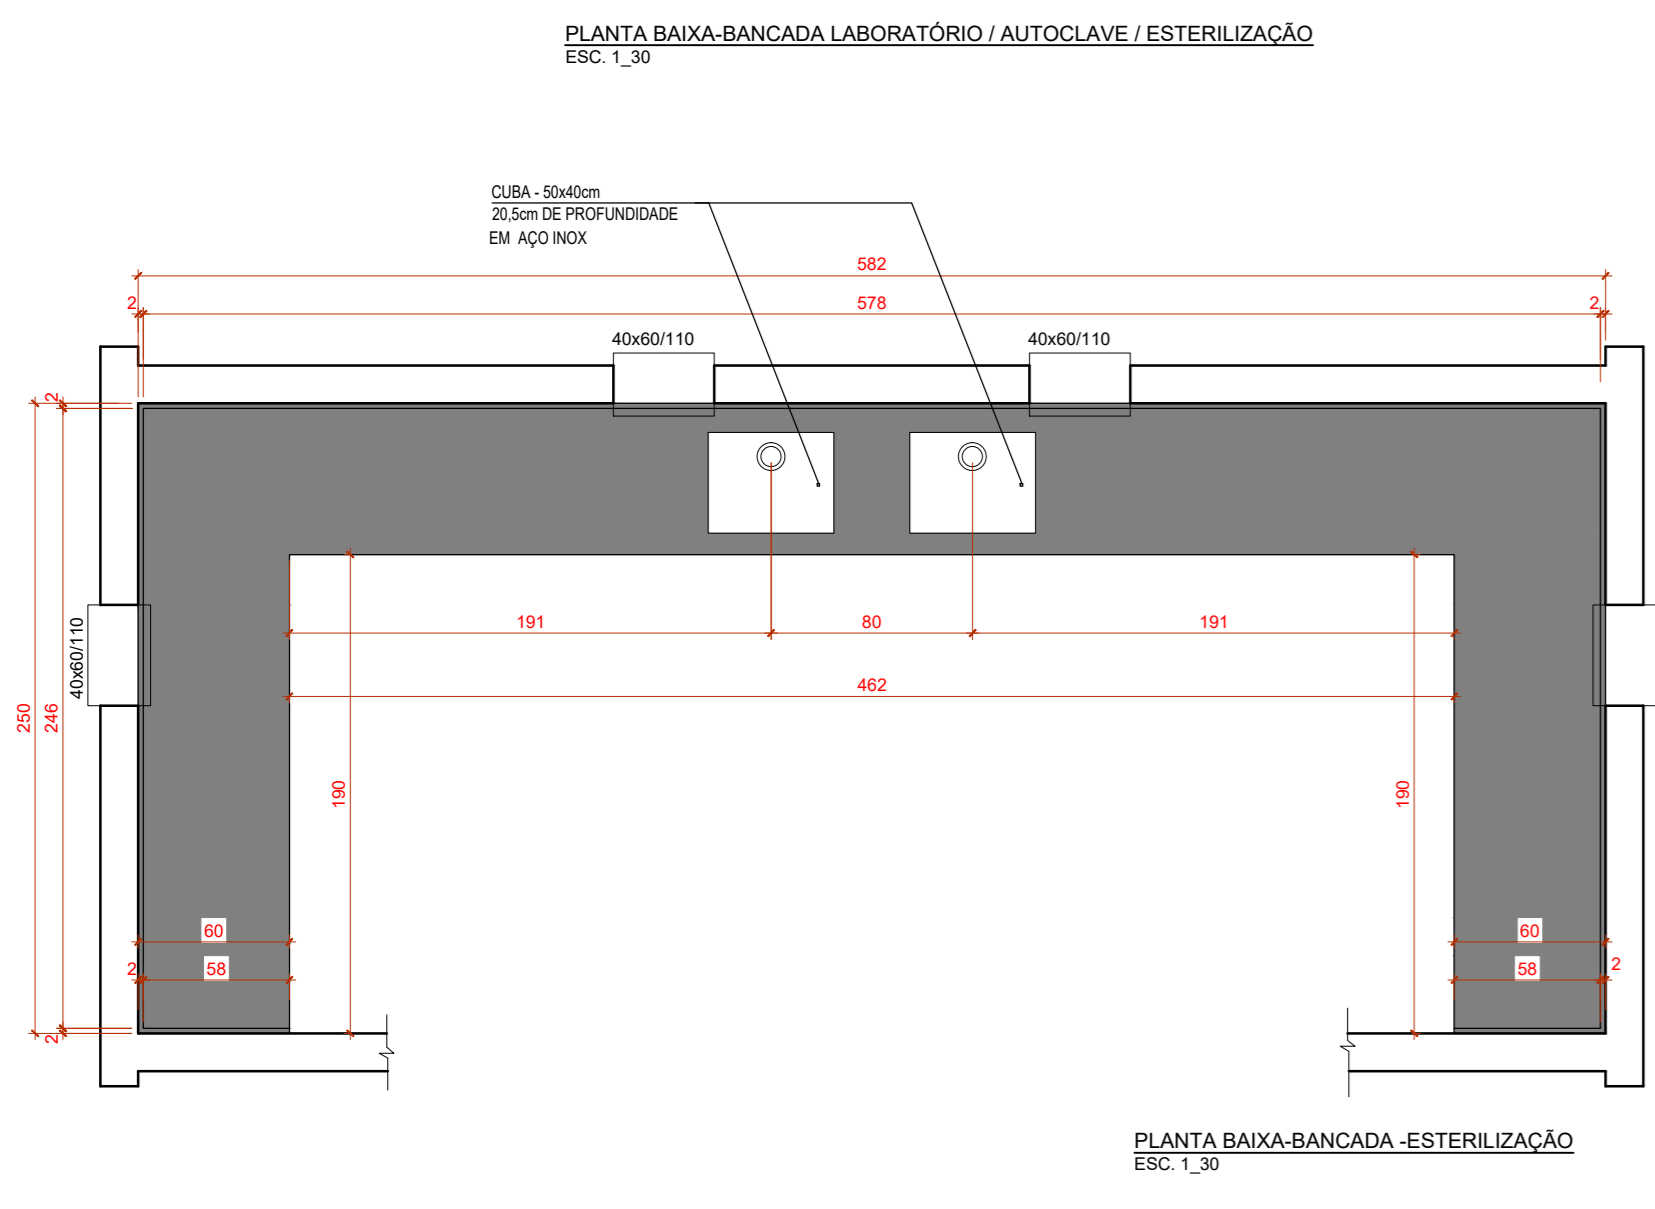 PLANTA BAIXA-BANCADA LABORATÓRIO / AUTOCLAVE / ESTERILIZAÇÃO
ESC. 1_30
CUBA - 50x40cm
20,5cm DE PROFUNDIDADE
EM AÇO INOX
582
2
578
2
40x60/110
40x60/110
2
191
80
191
40x60/110
462
250
246
190
190
60
60
2
58
58
2
2
PLANTA BAIXA-BANCADA -ESTERILIZAÇÃO
ESC. 1_30